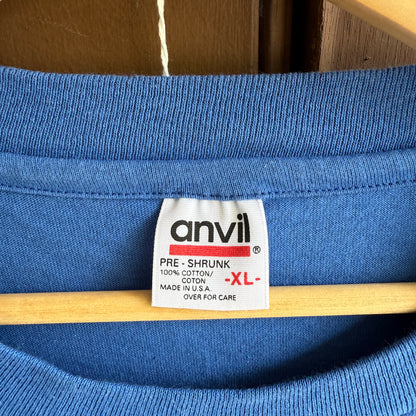 anvil
®
PRE - SHRUNK
100% COTTON/
COTON
-XL-
MADE IN U.S.A.
OVER FOR CARE